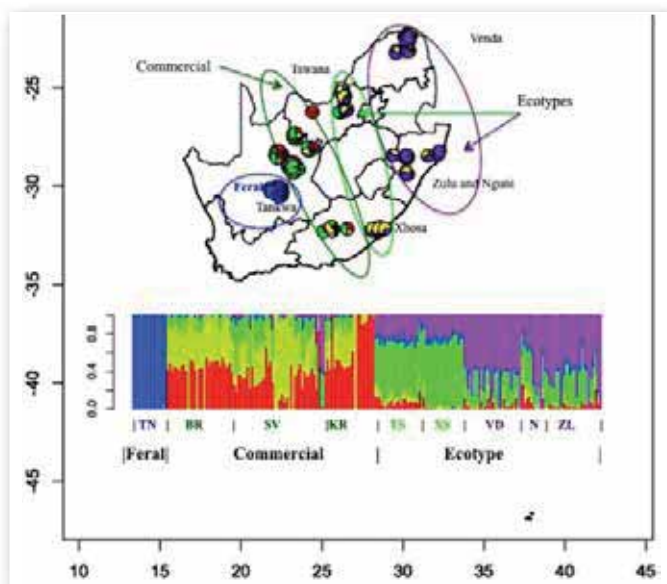 Venda
Commercial
Tswana
Ecotypes
Feral
Tankwa
Zulu and Nguni
Xhosa
-25
-30
-35
-40
-45
0.8
0.4
0.0
| TN | BR | SV | KR | TS | XS | VD | N | ZL |
|Feral| Commercial | Ecotype |
10 15 20 25 30 35 40 45